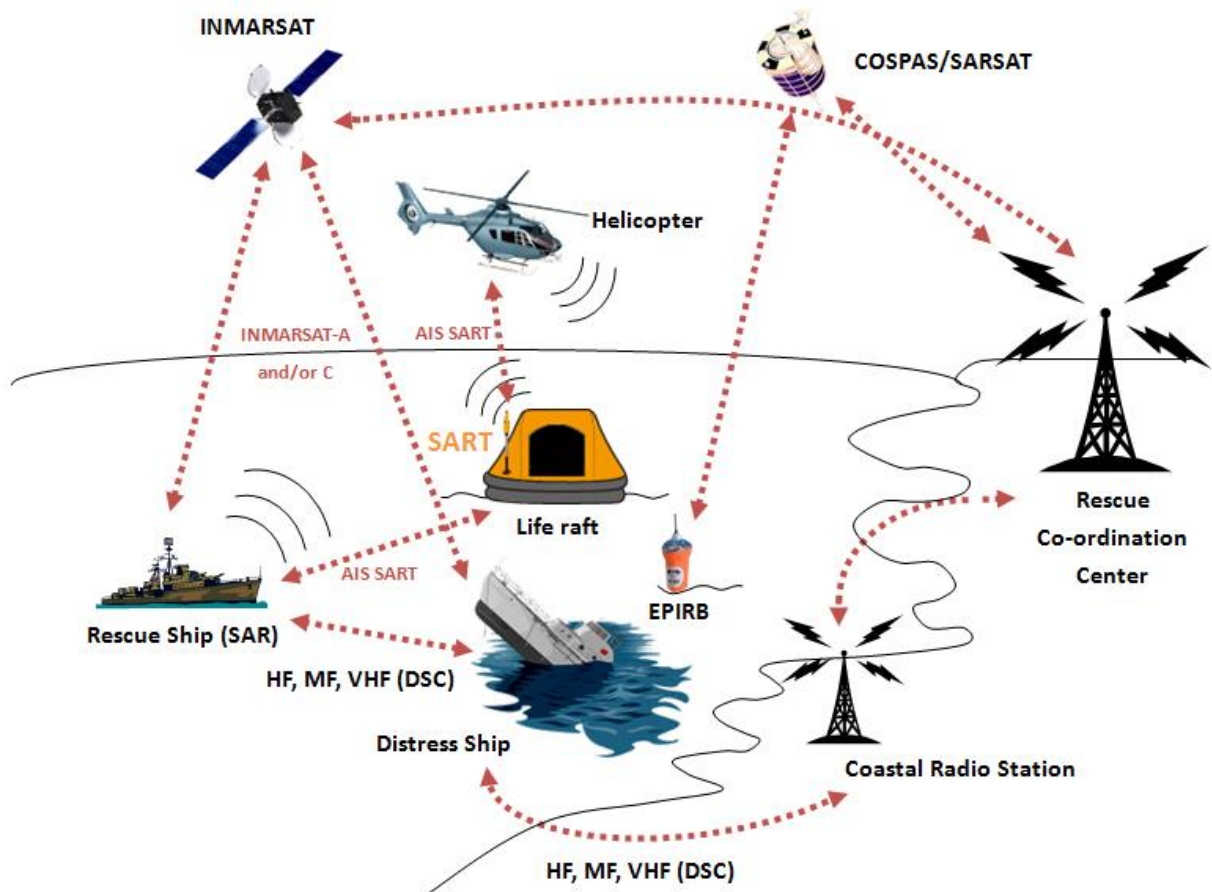 INMARSAT
COSPAS/SARSAT
Helicopter
INMARSAT-A
and/or C
AIS SART
SART
Life raft
Rescue
Co-ordination
Center
AIS SART
EPIRB
Rescue Ship (SAR)
HF, MF, VHF (DSC)
Distress Ship
Coastal Radio Station
HF, MF, VHF (DSC)